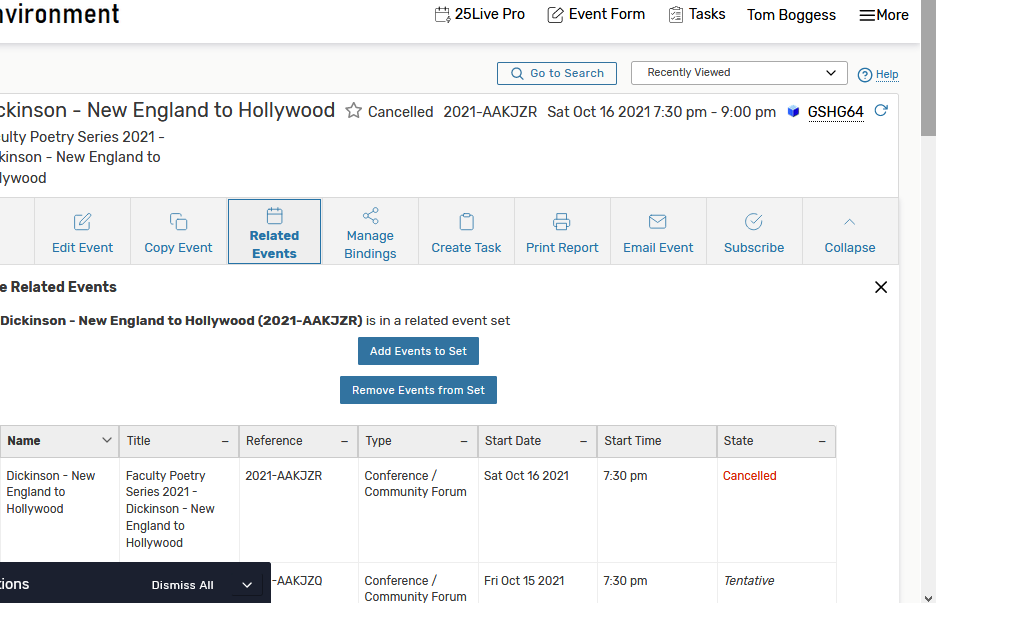 vironment
25Live Pro
Event Form
Tasks
Tom Boggess
More
Go to Search
Recently Viewed
Help
ckinson - New England to Hollywood
Cancelled
2021-AAKJZR
Sat Oct 16 2021 7:30 pm - 9:00 pm
GSHG64
ulty Poetry Series 2021 -
kinson - New England to
lywood
Edit Event
Copy Event
Related
Events
Manage
Bindings
Create Task
Print Report
Email Event
Subscribe
Collapse
e Related Events
Dickinson - New England to Hollywood (2021-AAKJZR) is in a related event set
Add Events to Set
Remove Events from Set
Name
Title
Reference
Type
Start Date
Start Time
State
Dickinson - New
England to
Hollywood
Faculty Poetry
Series 2021 -
Dickinson - New
England to
Hollywood
2021-AAKJZR
Conference /
Community Forum
Sat Oct 16 2021
7:30 pm
Cancelled
-AAKJZQ
Conference /
Community Forum
Fri Oct 15 2021
7:30 pm
Tentative
tions
Dismiss All